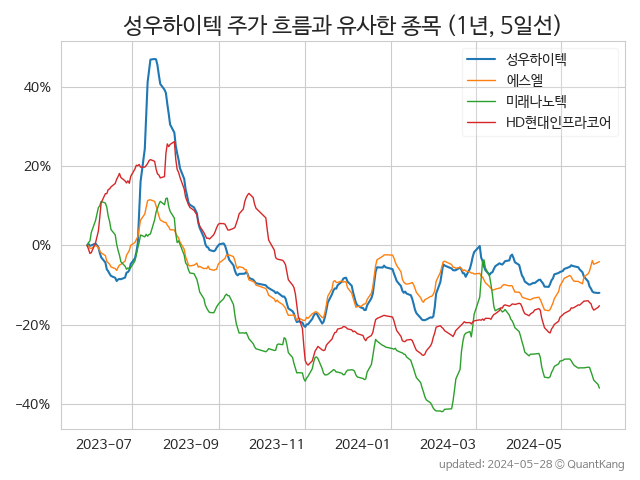 성우하이텍 주가 흐름과 유사한 종목 (1년, 5일선)
성우하이텍
에스엘
미래나노텍
HD현대인프라코어
40%
20%
0%
−20%
−40%
2023-07 2023-09 2023-11 2024-01 2024-03 2024-05
updated: 2024-05-28 © QuantKang